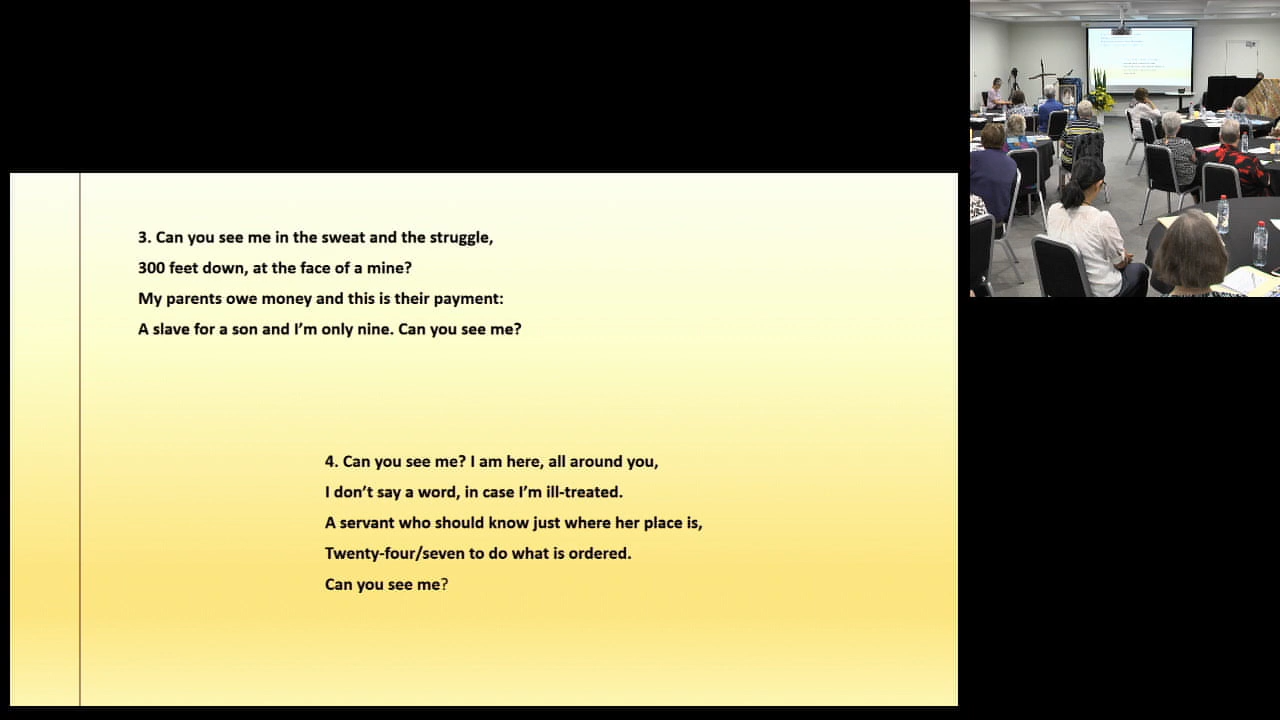 3. Can you see me in the sweat and the struggle,
300 feet down, at the face of a mine?
My parents owe money and this is their payment:
A slave for a son and I’m only nine. Can you see me?
4. Can you see me? I am here, all around you,
I don’t say a word, in case I’m ill-treated.
A servant who should know just where her place is,
Twenty-four/seven to do what is ordered.
Can you see me?